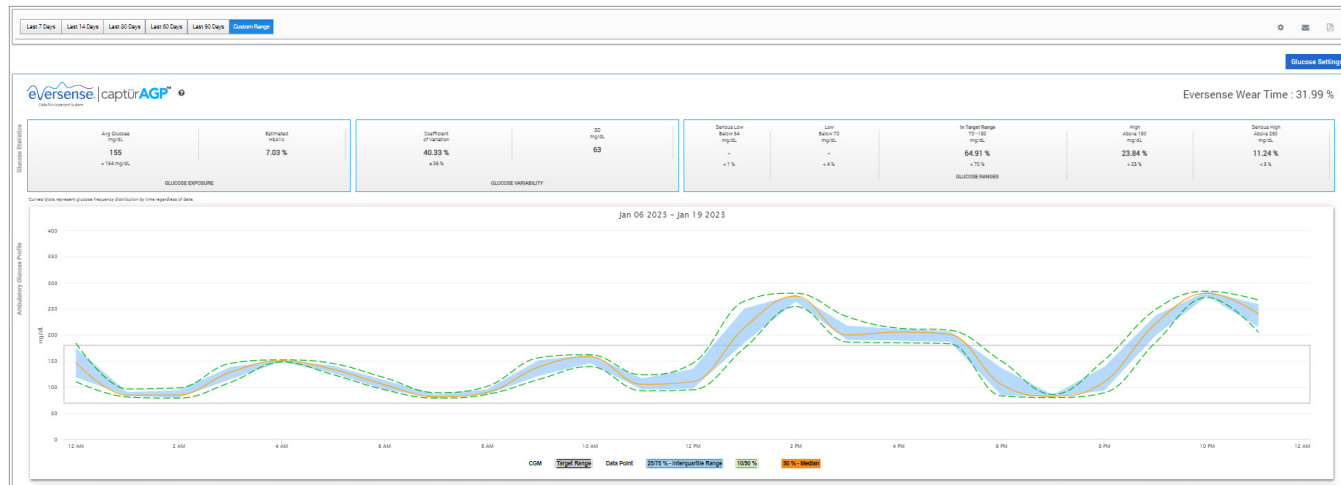 Last 7 Days Last 14 Days Last 30 Days Last 60 Days Last 90 Days Custom Range
Glucose Settings
eversense. | captürAGP™
Data Management System
Eversense Wear Time : 31.99 %
Glucose Statistics
Avg Glucose
mg/dL
155
< 154 mg/dL
Estimated
HbA1c
7.03 %
GLUCOSE EXPOSURE
Coefficient
of Variation
40.33 %
≤ 36 %
SD
mg/dL
63
GLUCOSE VARIABILITY
Serious Low
Below 54
mg/dL
-
< 1 %
Low
Below 70
mg/dL
-
< 4 %
In Target Range
70 - 180
mg/dL
64.91 %
> 70 %
High
Above 180
mg/dL
23.84 %
< 25 %
Serious High
Above 250
mg/dL
11.24 %
< 5 %
GLUCOSE RANGES
Curves/plots represent glucose frequency distribution by time regardless of date
Jan 06 2023 - Jan 19 2023
Ambulatory Glucose Profile
mg/dL
400
350
300
250
200
150
100
50
0
12 AM 2 AM 4 AM 6 AM 8 AM 10 AM 12 PM 2 PM 4 PM 6 PM 8 PM 10 PM 12 AM
CGM Target Range Data Point 25/75 % - Interquartile Range 10/90 % 50 % - Median